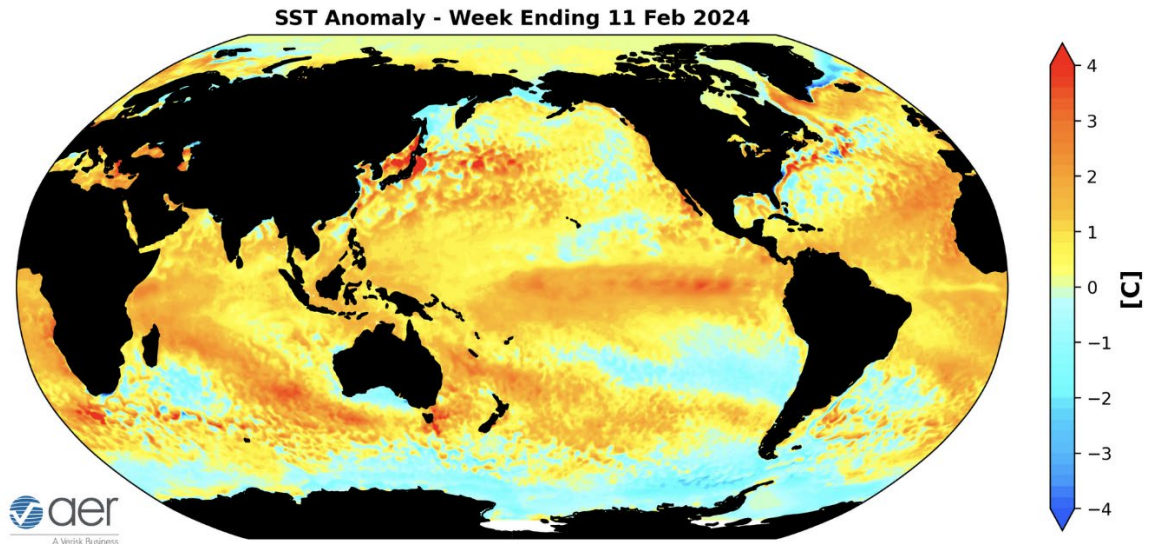 SST Anomaly - Week Ending 11 Feb 2024
4
3
2
1
0
−1
−2
−3
−4
[C]
aer
A Verisk Business